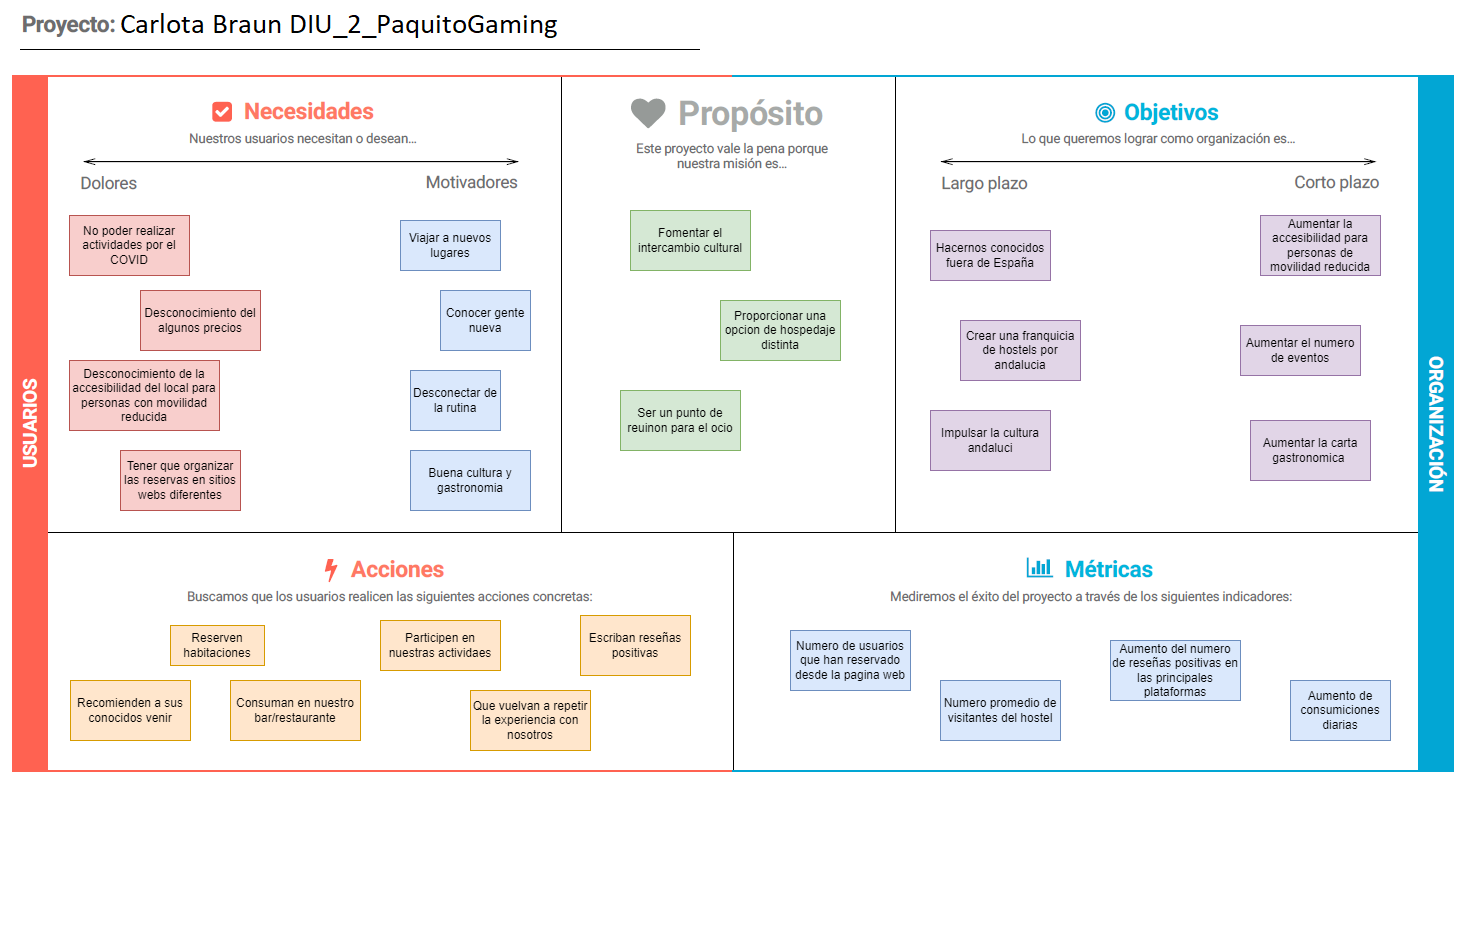 Proyecto: Carlota Braun DIU_2_PaquitoGaming
USUARIOS
Necesidades
Nuestros usuarios necesitan o desean...
Dolores
Motivadores
No poder realizar
actividades por el
COVID
Viajar a nuevos
lugares
Desconocimiento del
algunos precios
Conocer gente
nueva
Desconocimiento de la
accesibilidad del local para
personas con movilidad
reducida
Desconectar de
la rutina
Tener que organizar
las reservas en sitios
webs diferentes
Buena cultura y
gastronomia
Propósito
Este proyecto vale la pena porque
nuestra misión es...
Fomentar el
intercambio cultural
Proporcionar una
opcion de hospedaje
distinta
Ser un punto de
reuinon para el ocio
Objetivos
Lo que queremos lograr como organización es...
Largo plazo
Corto plazo
Hacernos conocidos
fuera de España
Aumentar la
accesibilidad para
personas de
movilidad reducida
Crear una franquicia
de hostels por
andalucia
Aumentar el numero
de eventos
Impulsar la cultura
andaluci
Aumentar la carta
gastronomica
ORGANIZACIÓN
Acciones
Buscamos que los usuarios realicen las siguientes acciones concretas:
Reserven
habitaciones
Participen en
nuestras actividaes
Escriban reseñas
positivas
Recomienden a sus
conocidos venir
Consuman en nuestro
bar/restaurante
Que vuelvan a repetir
la experiencia con
nosotros
Métricas
Mediremos el éxito del proyecto a través de los siguientes indicadores:
Numero de usuarios
que han reservado
desde la pagina web
Numero promedio de
visitantes del hostel
Aumento del numero
de reseñas positivas en
las principales
plataformas
Aumento de
consumiciones
diarias